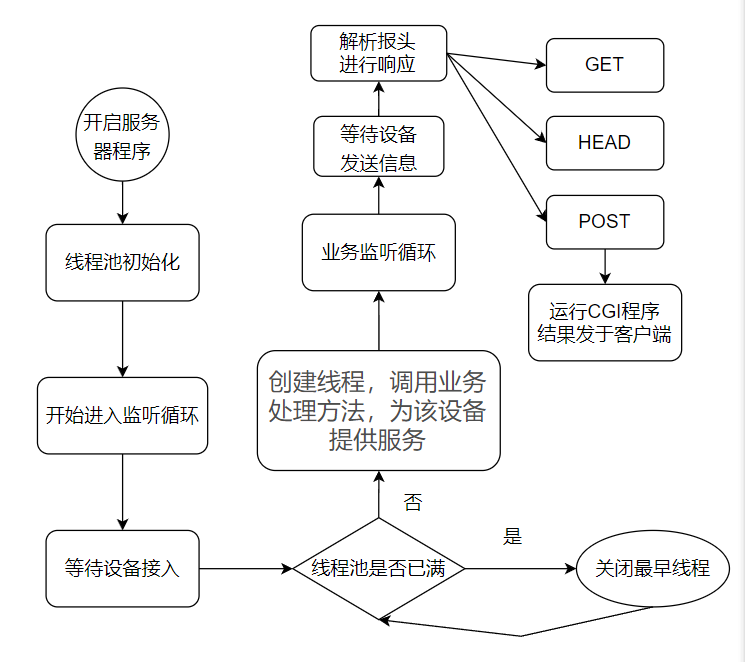 开启服务
器程序
线程池初始化
开始进入监听循环
等待设备接入
线程池是否已满
否
是
关闭最早线程
创建线程，调用业务
处理方法，为该设备
提供服务
业务监听循环
等待设备
发送信息
解析报头
进行响应
GET
HEAD
POST
运行CGI程序
结果发于客户端